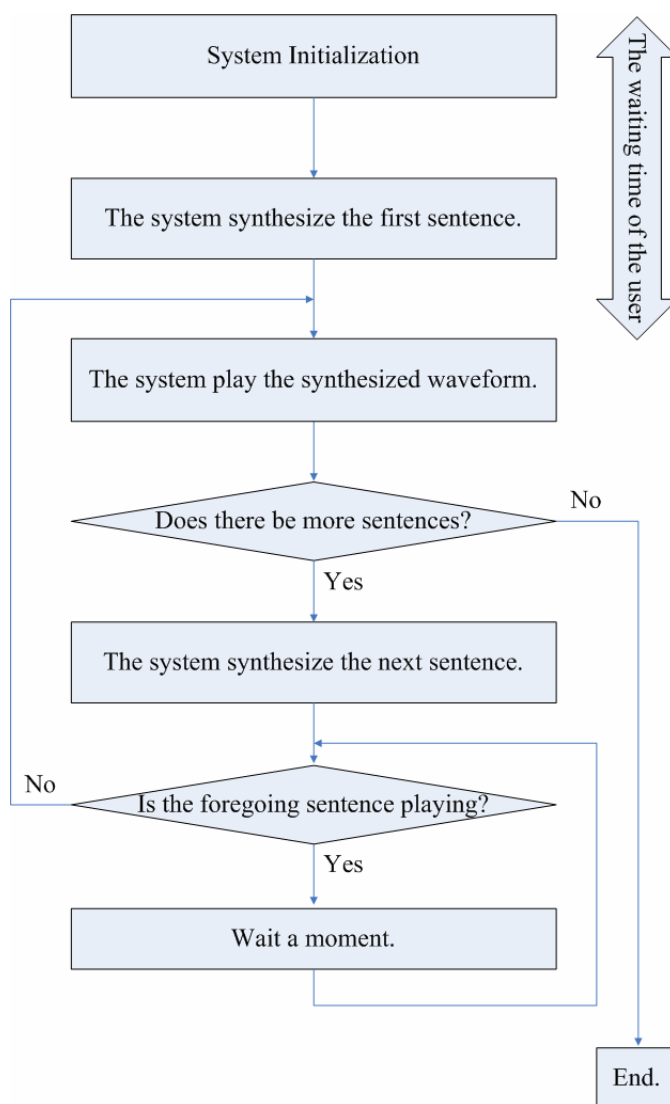 System Initialization
The waiting time of the user
The system synthesize the first sentence.
The system play the synthesized waveform.
Does there be more sentences?
No
Yes
The system synthesize the next sentence.
No
Is the foregoing sentence playing?
Yes
Wait a moment.
End.